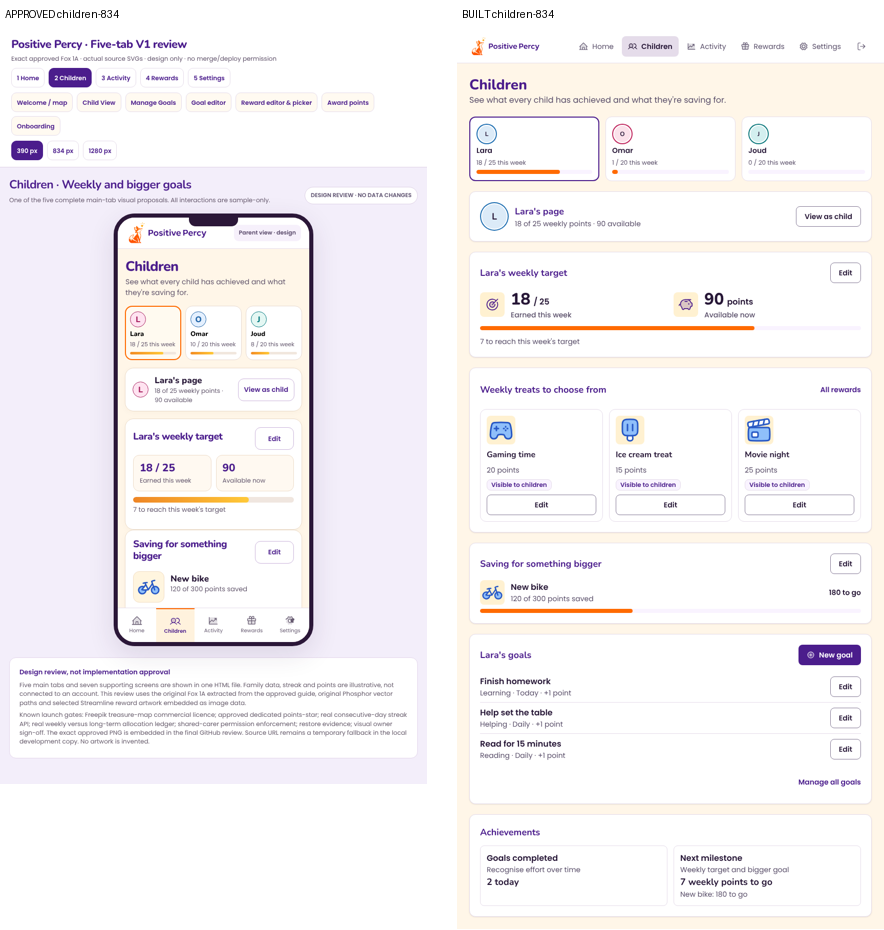 APPROVED children-834
Positive Percy · Five-tab V1 review
Exact approved Fox 1A · actual source SVGs · design only · no merge/deploy permission
1 Home
2 Children
3 Activity
4 Rewards
5 Settings
Welcome / map
Child View
Manage Goals
Goal editor
Reward editor & picker
Award points
Onboarding
390 px
834 px
1280 px
Children · Weekly and bigger goals
One of the five complete main-tab visual proposals. All interactions are sample-only.
DESIGN REVIEW · NO DATA CHANGES
Positive Percy
Parent view · design
Children
See what every child has achieved and what
they're saving for.
L
Lara
18 / 25 this week
O
Omar
10 / 20 this week
J
Joud
8 / 20 this week
L
Lara's page
18 of 25 weekly points ·
90 available
View as child
Lara's weekly target
Edit
18 / 25
Earned this week
90
Available now
7 to reach this week's target
Saving for something
bigger
Edit
New bike
120 of 300 points saved
Home
Children
Activity
Rewards
Settings
Design review, not implementation approval
Five main tabs and seven supporting screens are shown in one HTML file. Family data, streak and points are illustrative, not
connected to an account. This review uses the original Fox 1A extracted from the approved guide, original Phosphor vector
paths and selected Streamline reward artwork embedded as image data.
Known launch gates: Freepik treasure-map commercial licence; approved dedicated points-star; real consecutive-day streak
API; real weekly versus long-term allocation ledger; shared-carer permission enforcement; restore evidence; visual owner
sign-off. The exact approved PNG is embedded in the final GitHub review. Source URL remains a temporary fallback in the local
development copy. No artwork is invented.
BUILT children-834
Positive Percy
Home
Children
Activity
Rewards
Settings
Children
See what every child has achieved and what they're saving for.
L
Lara
18 / 25 this week
O
Omar
1 / 20 this week
J
Joud
0 / 20 this week
L
Lara's page
18 of 25 weekly points · 90 available
View as child
Lara's weekly target
Edit
18 / 25
Earned this week
90 points
Available now
7 to reach this week's target
Weekly treats to choose from
All rewards
Gaming time
20 points
Visible to children
Edit
Ice cream treat
15 points
Visible to children
Edit
Movie night
25 points
Visible to children
Edit
Saving for something bigger
Edit
New bike
120 of 300 points saved
180 to go
Lara's goals
New goal
Finish homework
Learning · Today · +1 point
Edit
Help set the table
Helping · Daily · +1 point
Edit
Read for 15 minutes
Reading · Daily · +1 point
Edit
Manage all goals
Achievements
Goals completed
Recognise effort over time
2 today
Next milestone
Weekly target and bigger goal
7 weekly points to go
New bike: 180 to go